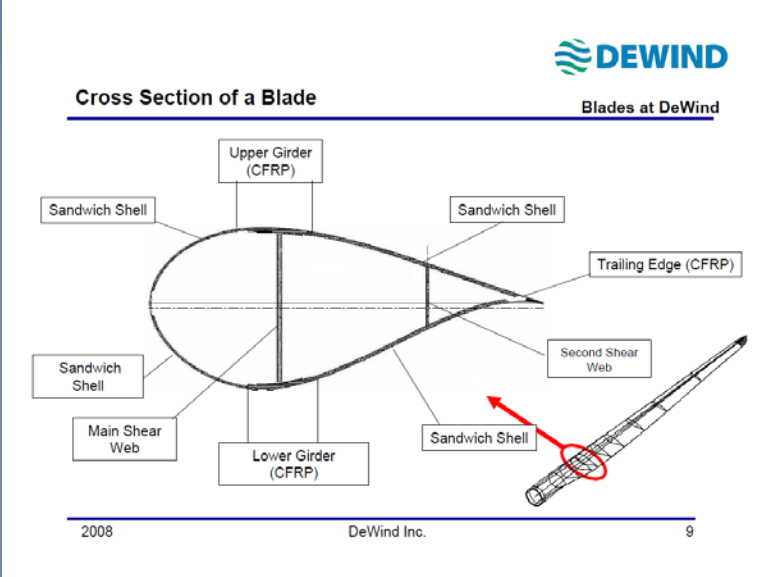 DEWIND
Cross Section of a Blade
Blades at DeWind
Upper Girder
(CFRP)
Sandwich Shell
Sandwich Shell
Trailing Edge (CFRP)
Second Shear
Web
Sandwich
Shell
Main Shear
Web
Lower Girder
(CFRP)
Sandwich Shell
2008
DeWind Inc.
9